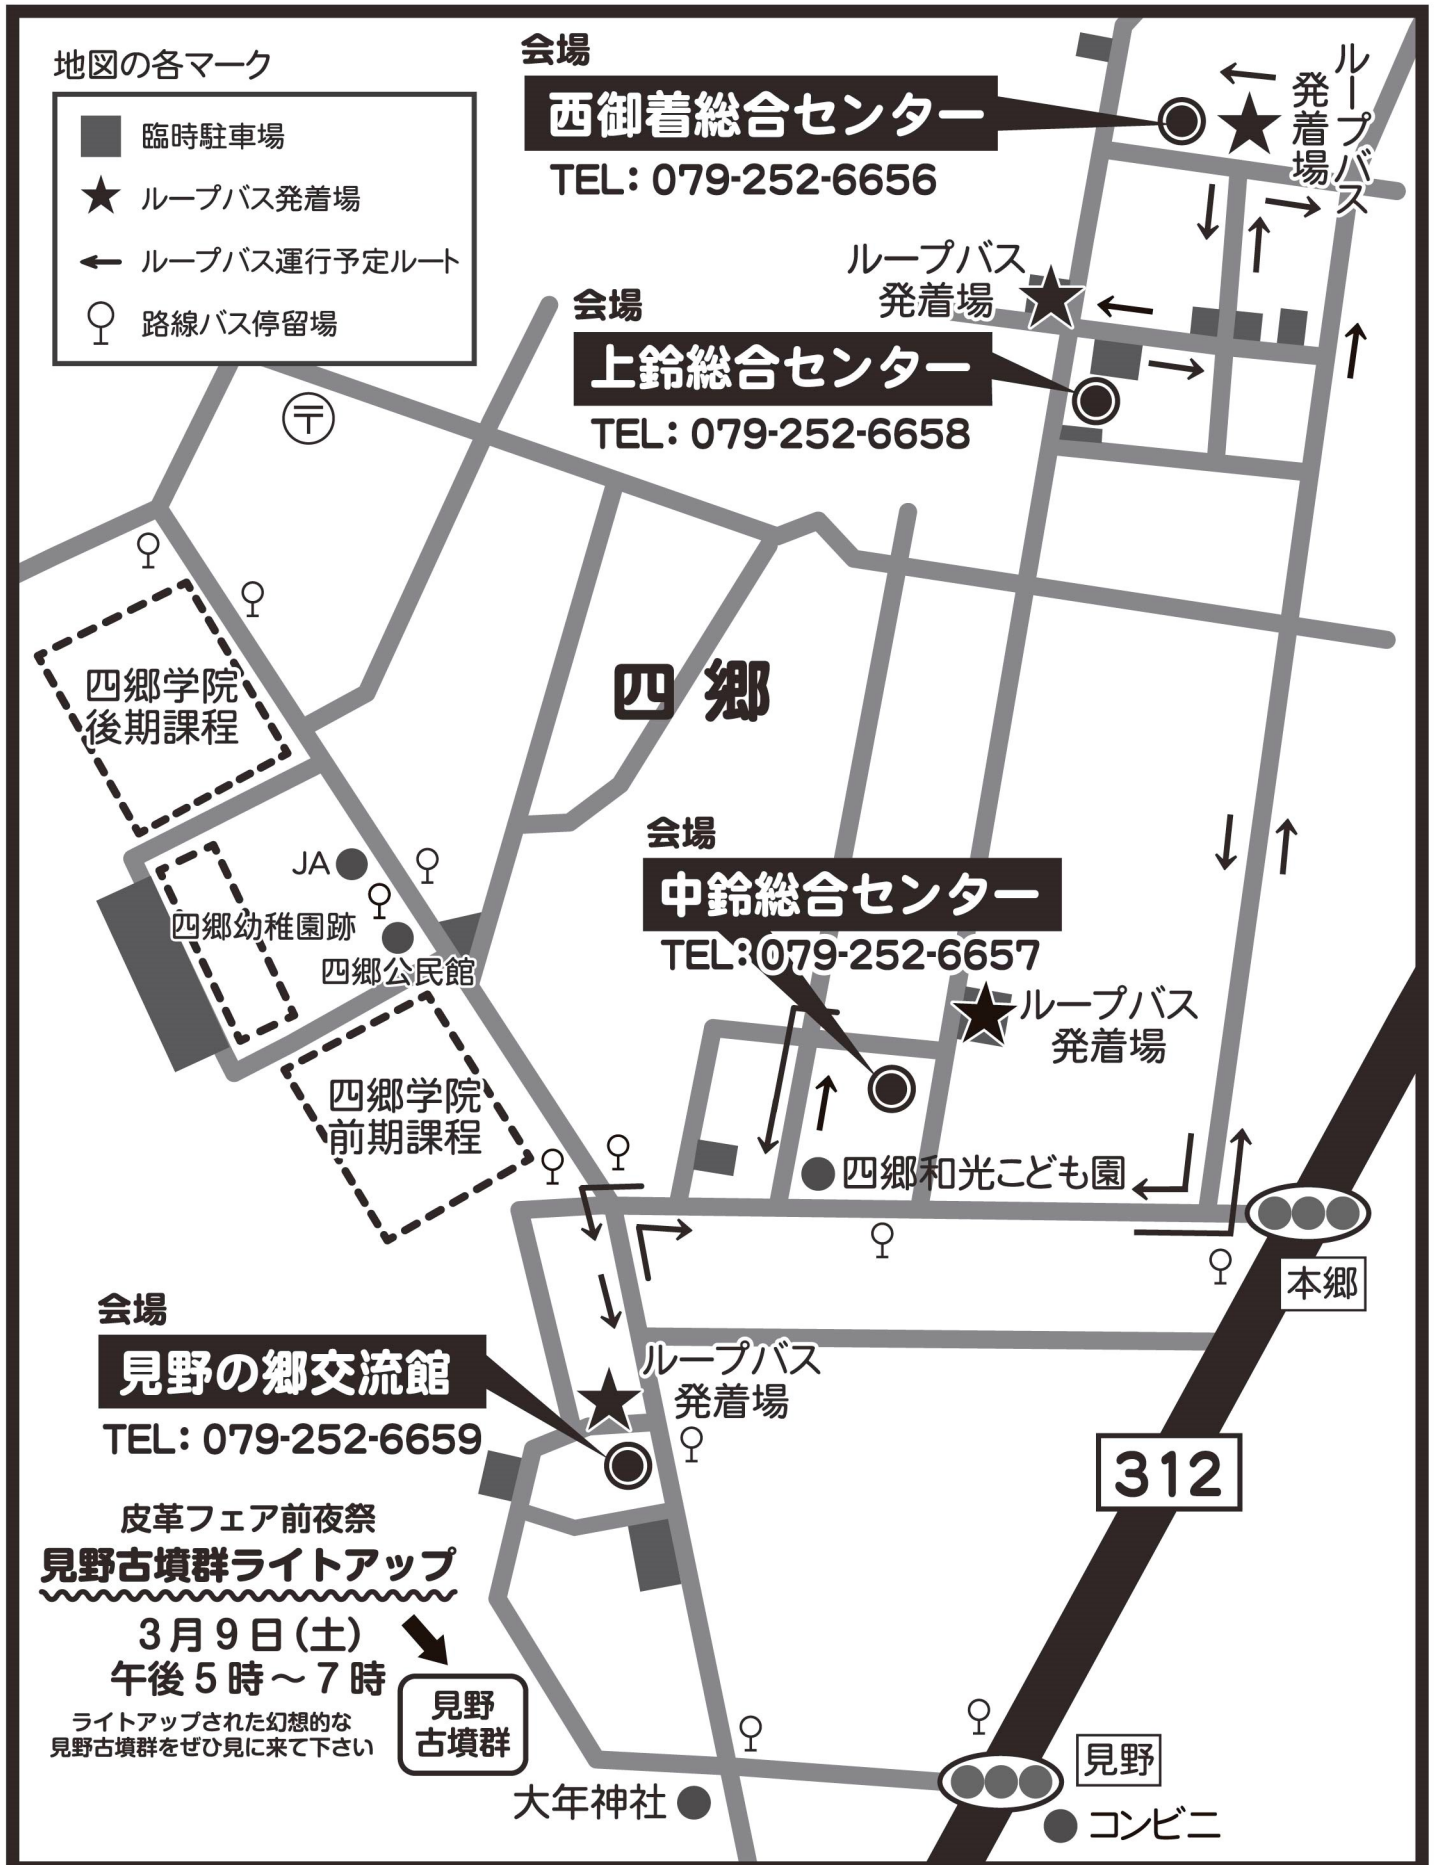 地図の各マーク
臨時駐車場
ループバス発着場
ループバス運行予定ルート
路線バス停留場
会場
西御着総合センター
TEL：079-252-6656
ループバス
発着場
ループバス
発着場
会場
上鈴総合センター
TEL：079-252-6658
〒
四郷学院
後期課程
四郷
JA
四郷幼稚園跡
四郷公民館
会場
中鈴総合センター
TEL：079-252-6657
ループバス
発着場
四郷学院
前期課程
四郷和光こども園
本郷
会場
見野の郷交流館
TEL：079-252-6659
ループバス
発着場
312
皮革フェア前夜祭
見野古墳群ライトアップ
3月9日（土）
午後5時～7時
ライトアップされた幻想的な
見野古墳群をぜひ見に来て下さい
見野
古墳群
大年神社
見野
コンビニ